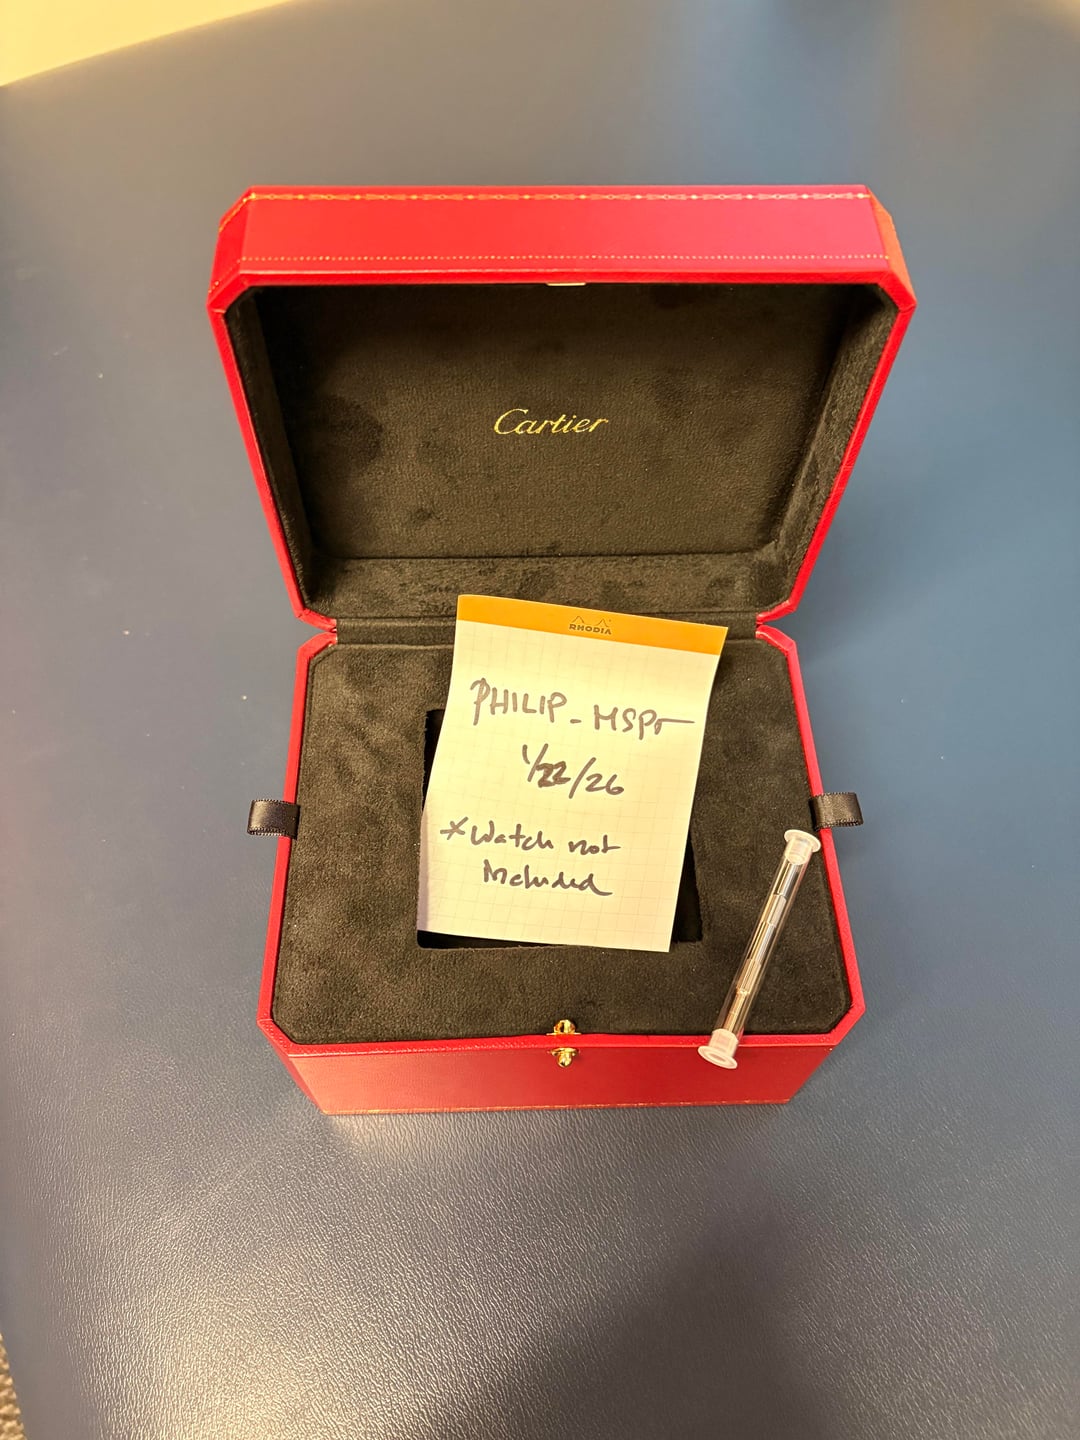 Cartier
RHODIA
PHILIP_MSPT
1/22/26
*Watch not
Included